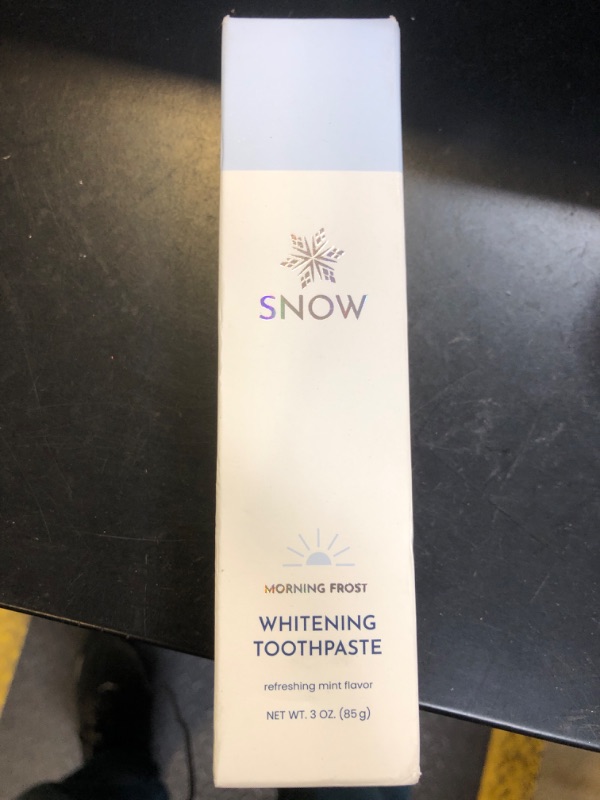 SNOW
MORNING FROST
WHITENING
TOOTHPASTE
refreshing mint flavor
NET WT. 3 OZ. (85 g)